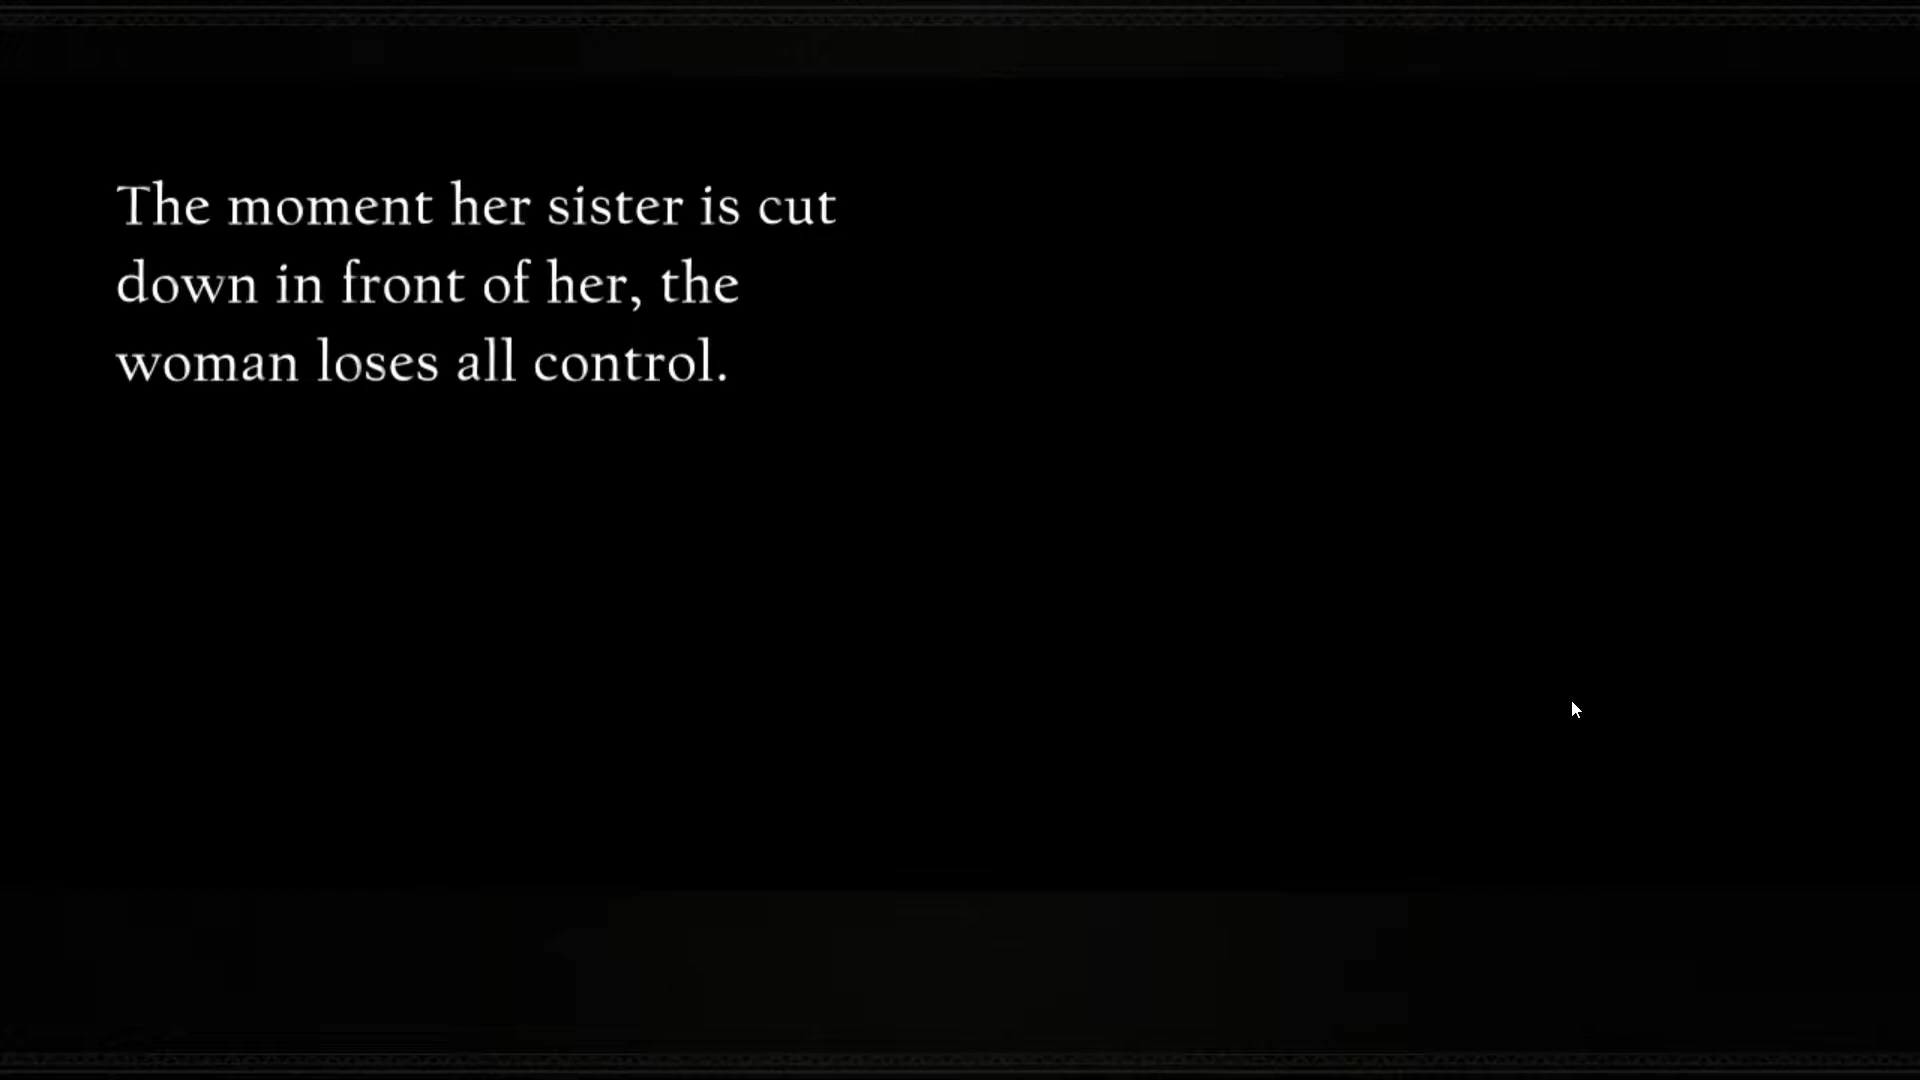 The moment her sister is cut
down in front of her, the
woman loses all control.